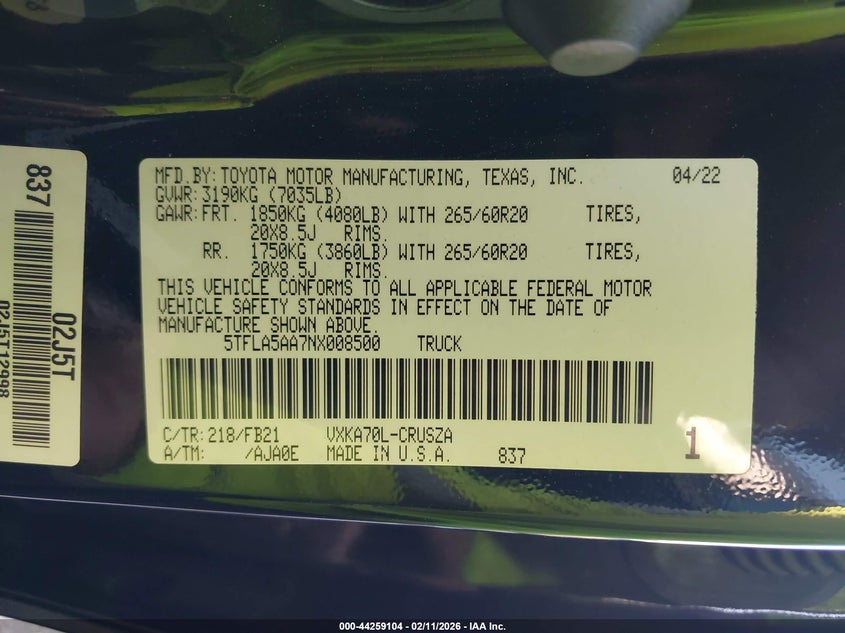 837
02J5T
02J5T12998
MFD.BY: TOYOTA MOTOR MANUFACTURING, TEXAS, INC. 04/22
GVWR: 3190KG (7035LB)
GAWR: FRT. 1850KG (4080LB) WITH 265/60R20 TIRES,
20X8.5J RIMS.
RR. 1750KG (3860LB) WITH 265/60R20 TIRES,
20X8.5J RIMS.
THIS VEHICLE CONFORMS TO ALL APPLICABLE FEDERAL MOTOR
VEHICLE SAFETY STANDARDS IN EFFECT ON THE DATE OF
MANUFACTURE SHOWN ABOVE.
5TFLA5AA7NX008500 TRUCK
C/TR: 218/FB21 VXKA70L-CRUSZA
A/TM: /AJA0E MADE IN U.S.A. 837 1
000-44259104 - 02/11/2026 - IAA Inc.